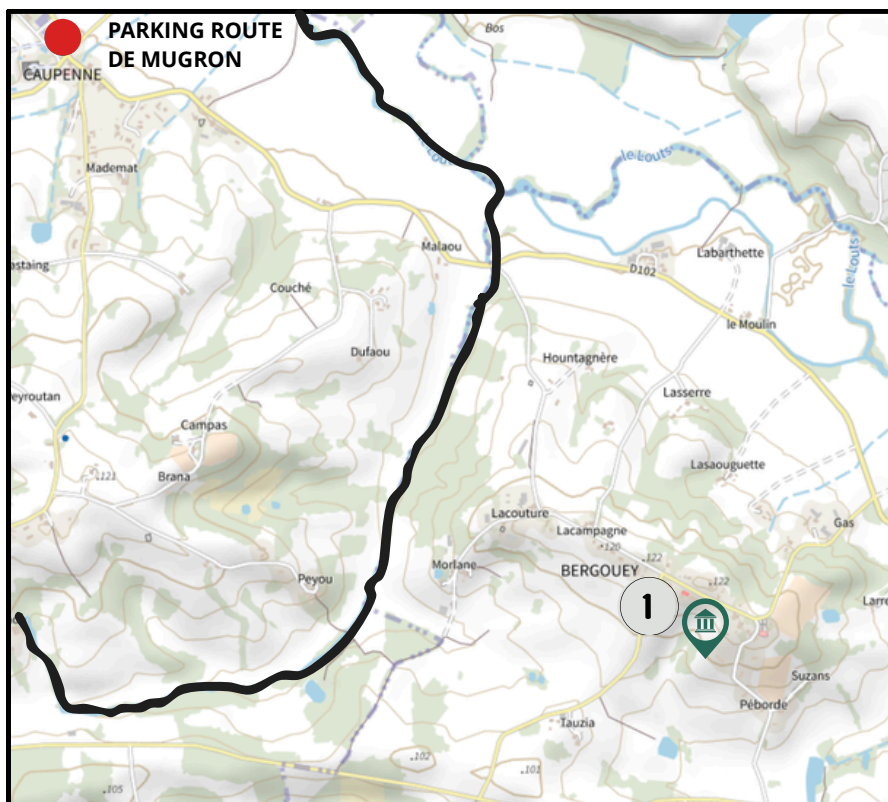 PARKING ROUTE
DE MUGRON
CAUPENNE
Bos
le Louts
Mademat
astaing
Malaou
D102
Labarthette
le Louts
Couché
le Moulin
Dufaou
Hountagnère
eyroutan
Lasserre
Campas
Brana
.121
Lasaouguette
Lacouture
Gas
Lacampagne
.120
.122
BERGOUEY
.122
Morlane
Peyou
1
Larre
Suzans
Péborde
Tauzia
.102
.101
.105